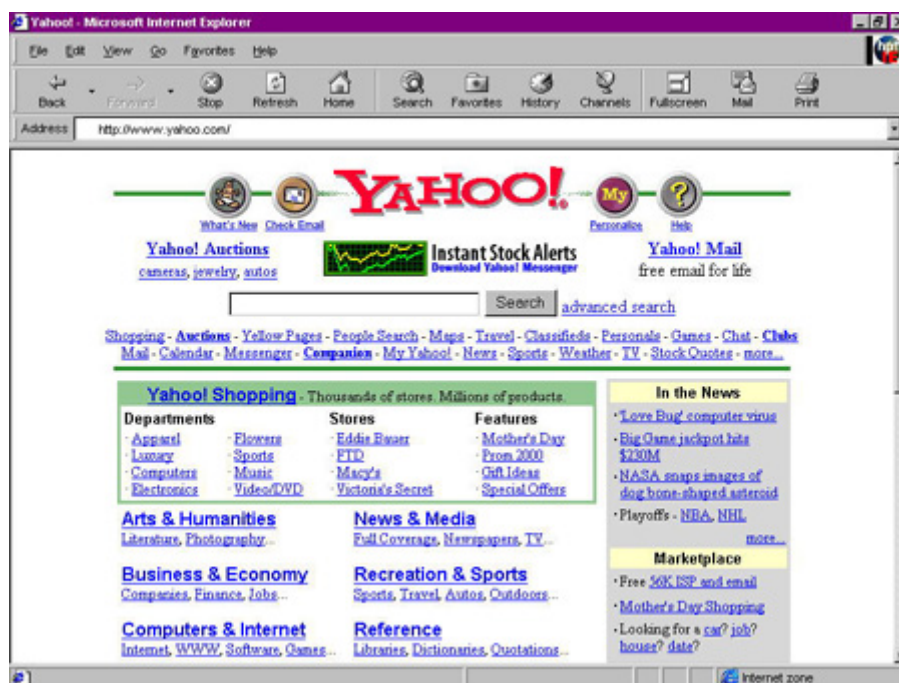 Yahoo! - Microsoft Internet Explorer
File Edit View Go Favorites Help
Back Forward Stop Refresh Home Search Favorites History Channels Fullscreen Mail Print
Address http://www.yahoo.com/
YAHOO!
My
?
What's New Check Email Personalize Help
Yahoo! Auctions
cameras, jewelry, autos
Instant Stock Alerts
Download Yahoo! Messenger
Yahoo! Mail
free email for life
Search advanced search
Shopping - Auctions - Yellow Pages - People Search - Maps - Travel - Classifieds - Personals - Games - Chat - Clubs
Mail - Calendar - Messenger - Companion - My Yahoo! - News - Sports - Weather - TV - Stock Quotes - more...
Yahoo! Shopping - Thousands of stores. Millions of products.
Departments Stores Features
· Apparel · Flowers · Eddie Bauer · Mother's Day
· Luxury · Sports · FTD · Prom 2000
· Computers · Music · Macy's · Gift Ideas
· Electronics · Video/DVD · Victoria's Secret · Special Offers
Arts & Humanities
Literature, Photography...
News & Media
Full Coverage, Newspapers, TV...
Business & Economy
Companies, Finance, Jobs...
Recreation & Sports
Sports, Travel, Autos, Outdoors...
Computers & Internet
Internet, WWW, Software, Games...
Reference
Libraries, Dictionaries, Quotations...
In the News
· 'Love Bug' computer virus
· Big Game jackpot hits
$230M
· NASA snaps images of
dog bone-shaped asteroid
· Playoffs - NBA, NHL
more...
Marketplace
· Free 56K ISP and email
· Mother's Day Shopping
· Looking for a car? job?
house? date?
Internet zone